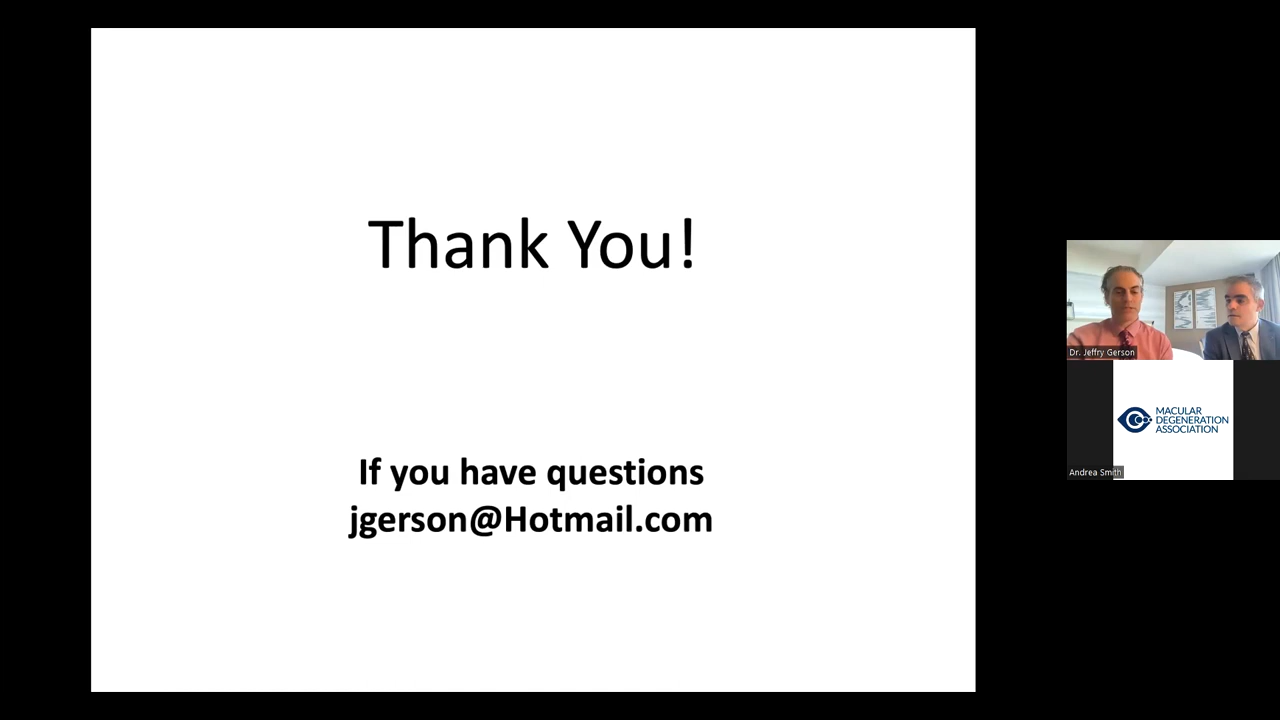 Thank You!
If you have questions
jgerson@Hotmail.com
Dr. Jeffry Gerson
MACULAR
DEGENERATION
ASSOCIATION
Andrea Smith